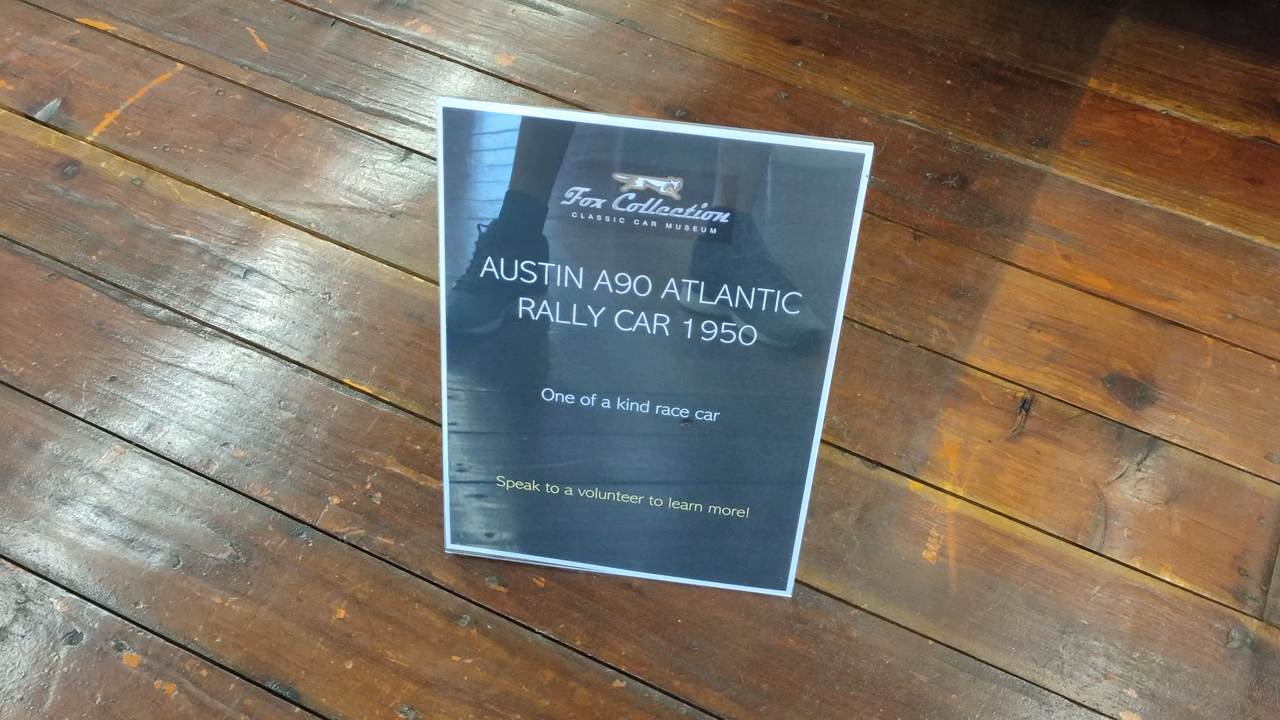 Fox Collection
CLASSIC CAR MUSEUM
AUSTIN A90 ATLANTIC
RALLY CAR 1950
One of a kind race car
Speak to a volunteer to learn more!